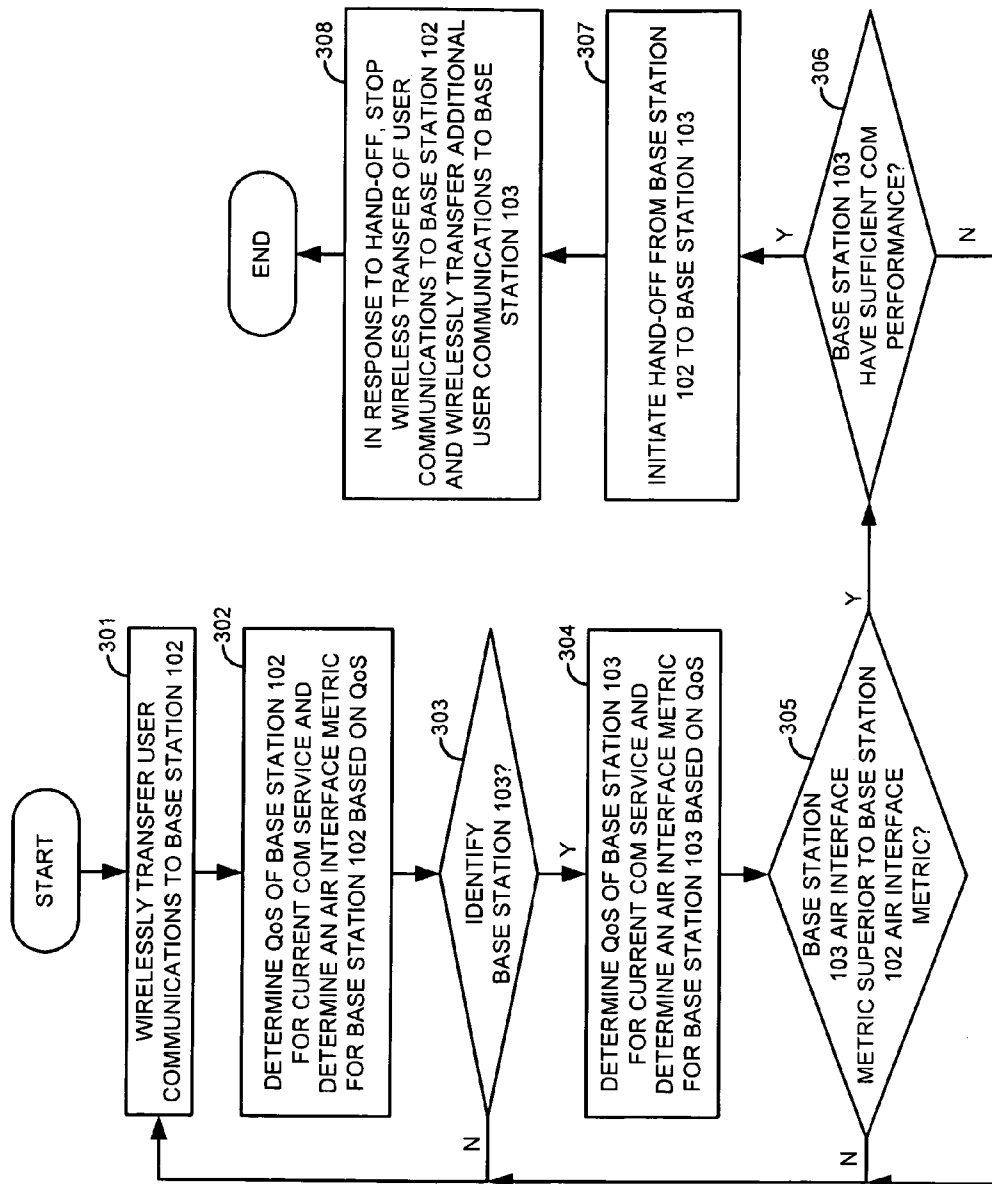 START
301
WIRELESSLY TRANSFER USER
COMMUNICATIONS TO BASE STATION 102
302
DETERMINE QoS OF BASE STATION 102
FOR CURRENT COM SERVICE AND
DETERMINE AN AIR INTERFACE METRIC
FOR BASE STATION 102 BASED ON QoS
303
IDENTIFY
BASE STATION 103?
N
Y
304
DETERMINE QoS OF BASE STATION 103
FOR CURRENT COM SERVICE AND
DETERMINE AN AIR INTERFACE METRIC
FOR BASE STATION 103 BASED ON QoS
305
BASE STATION
103 AIR INTERFACE
METRIC SUPERIOR TO BASE STATION
102 AIR INTERFACE
METRIC?
N
Y
306
BASE STATION 103
HAVE SUFFICIENT COM
PERFORMANCE?
Y
N
307
INITIATE HAND-OFF FROM BASE STATION
102 TO BASE STATION 103
308
IN RESPONSE TO HAND-OFF, STOP
WIRELESS TRANSFER OF USER
COMMUNICATIONS TO BASE STATION 102
AND WIRELESSLY TRANSFER ADDITIONAL
USER COMMUNICATIONS TO BASE
STATION 103
END